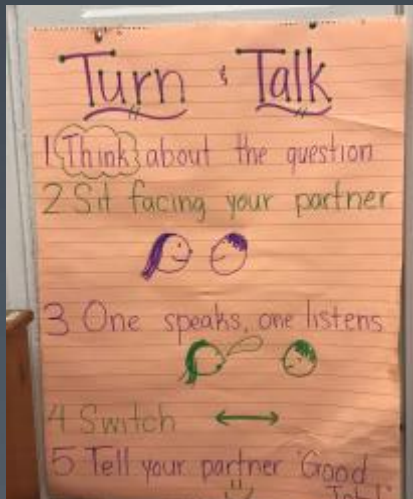 Turn & Talk
1 Think about the question
2 Sit facing your partner
3 One speaks, one listens
4 Switch
5 Tell your partner "Good